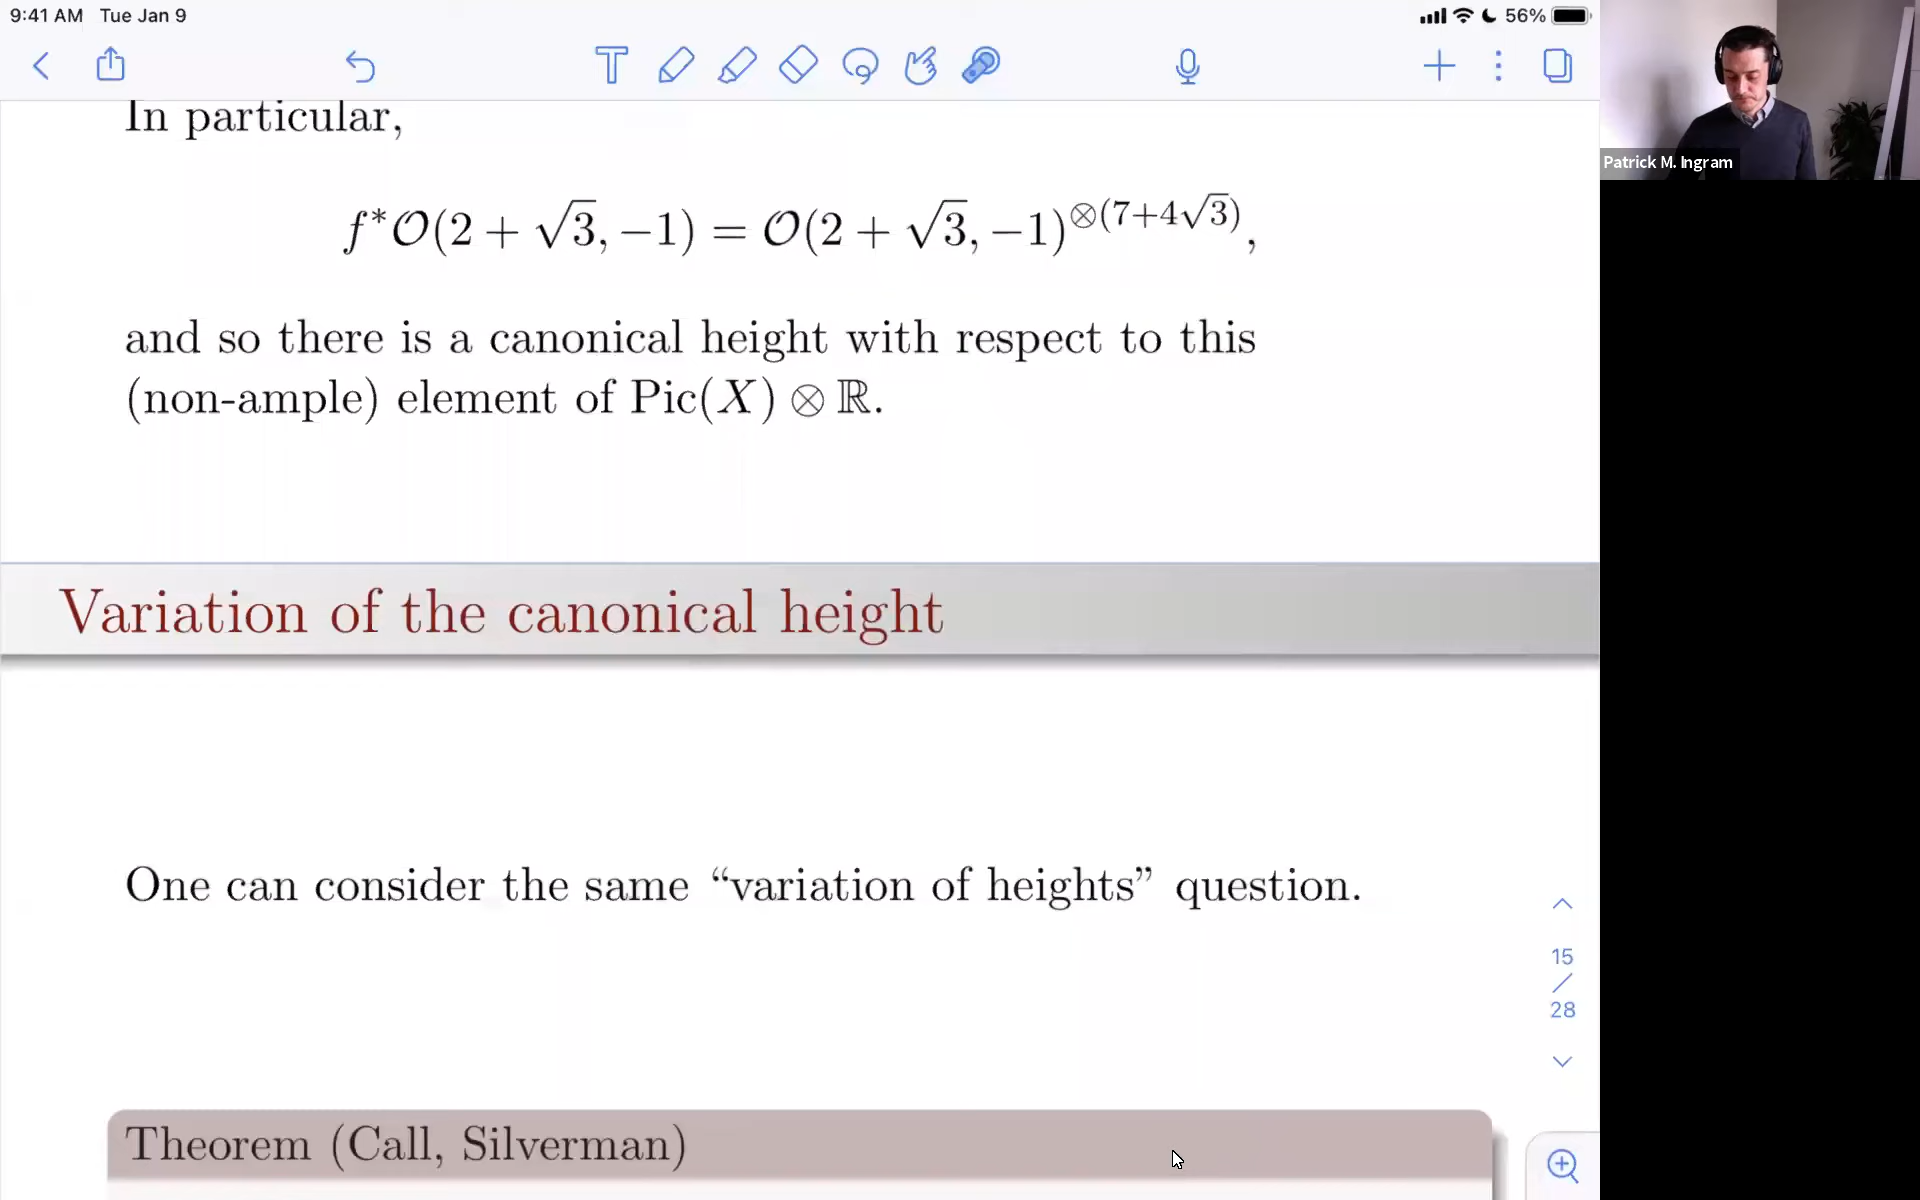 9:41 AM Tue Jan 9
56%
In particular,
f*𝒪(2 + √3, −1) = 𝒪(2 + √3, −1)^{⊗(7+4√3)},
and so there is a canonical height with respect to this
(non-ample) element of Pic(X) ⊗ ℝ.
Variation of the canonical height
One can consider the same “variation of heights” question.
15
/
28
Theorem (Call, Silverman)
Patrick M. Ingram